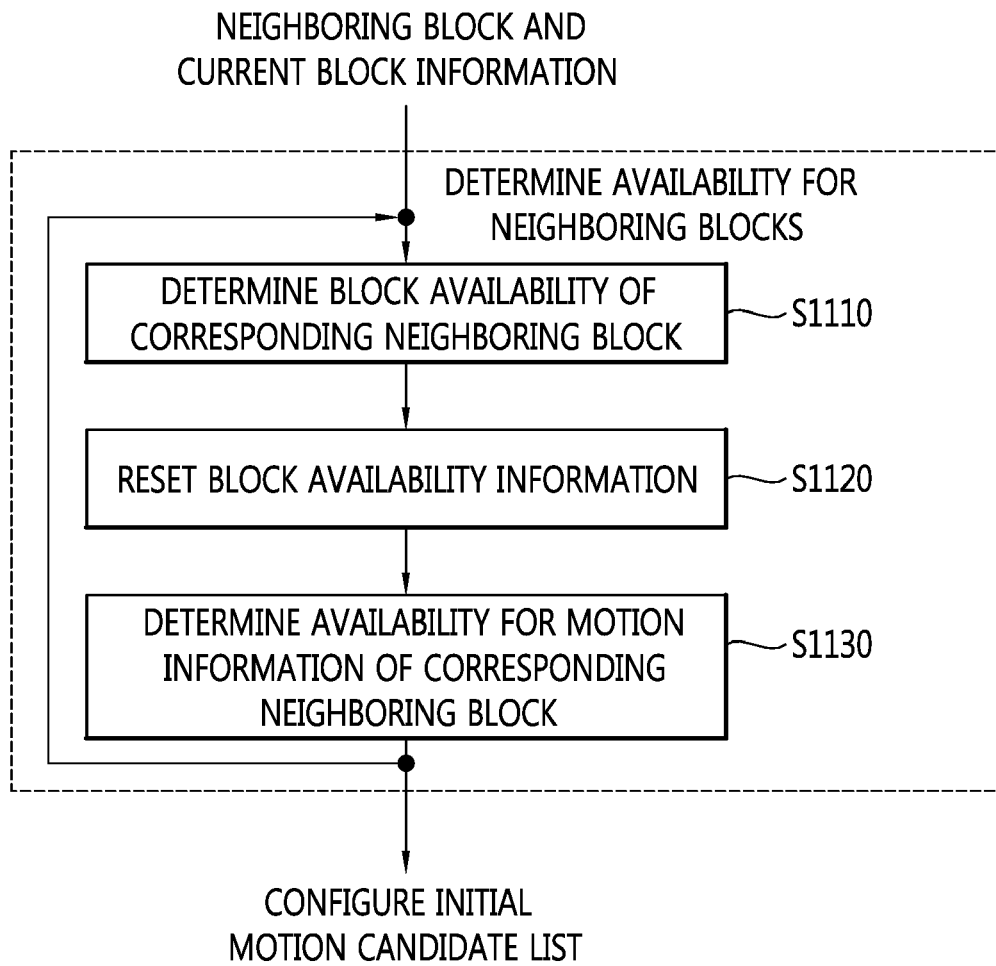 NEIGHBORING BLOCK AND
CURRENT BLOCK INFORMATION
DETERMINE AVAILABILITY FOR
NEIGHBORING BLOCKS
DETERMINE BLOCK AVAILABILITY OF
CORRESPONDING NEIGHBORING BLOCK
S1110
RESET BLOCK AVAILABILITY INFORMATION
S1120
DETERMINE AVAILABILITY FOR MOTION
INFORMATION OF CORRESPONDING
NEIGHBORING BLOCK
S1130
CONFIGURE INITIAL
MOTION CANDIDATE LIST